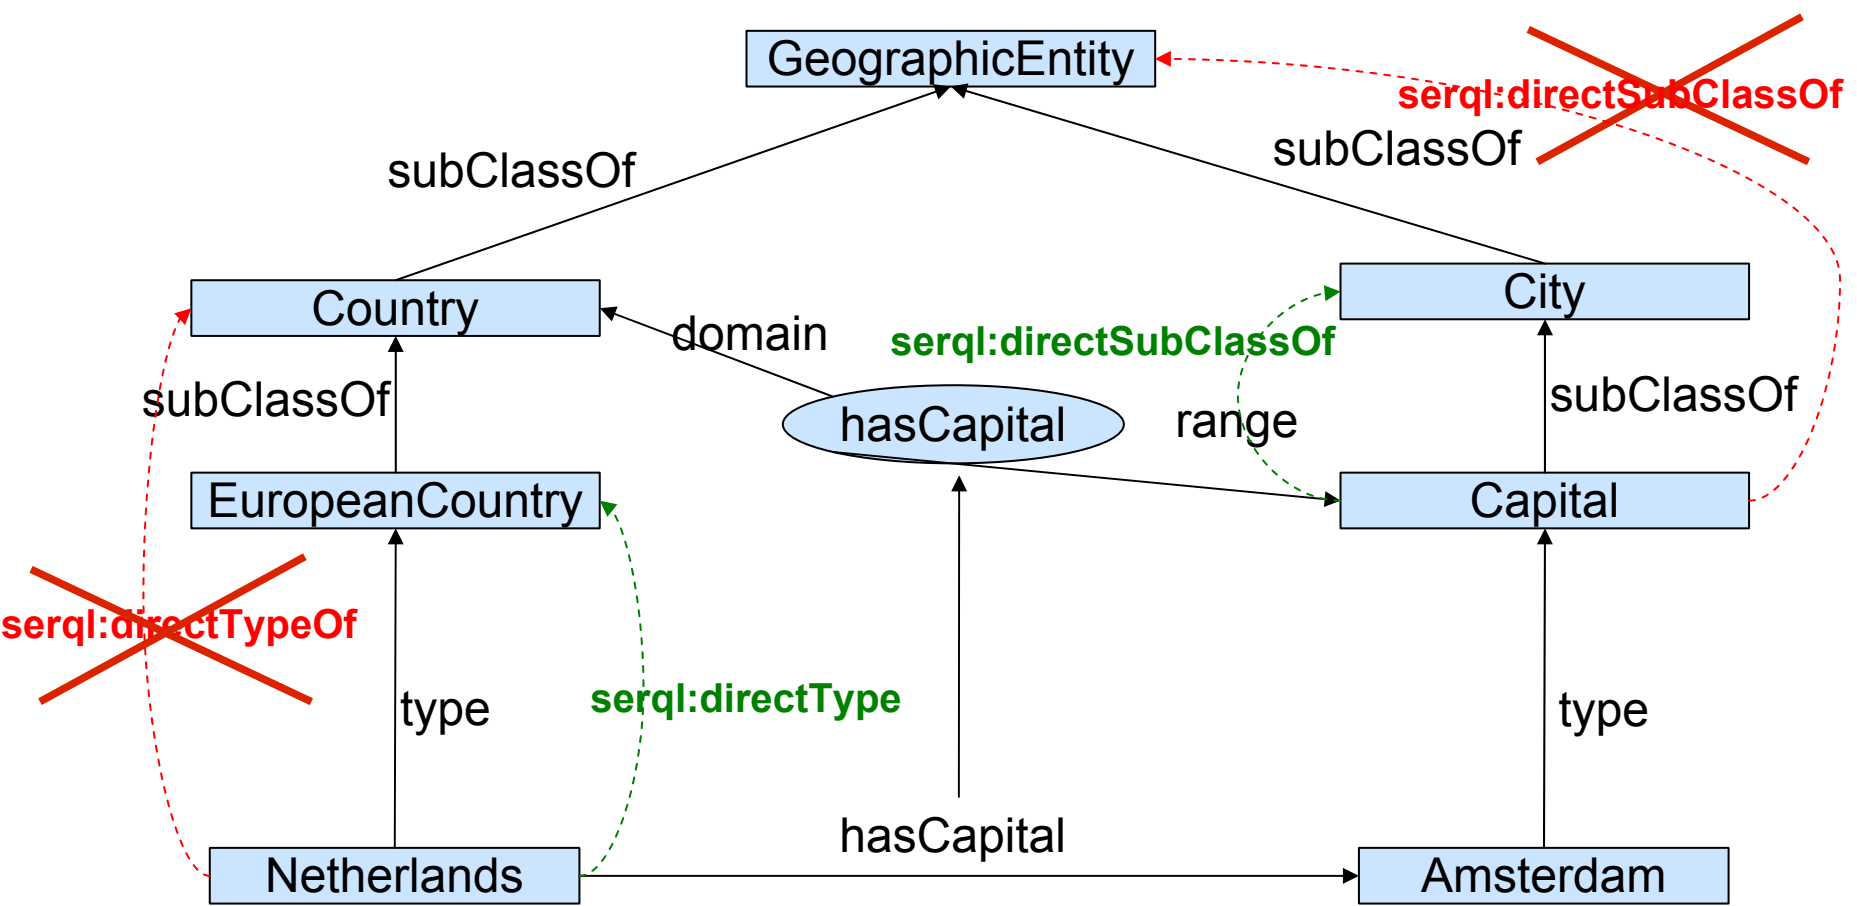 GeographicEntity
serql:directSubClassOf
subClassOf
subClassOf
Country
City
domain
serql:directSubClassOf
subClassOf
hasCapital
range
subClassOf
EuropeanCountry
Capital
serql:directTypeOf
serql:directType
type
type
hasCapital
Netherlands
Amsterdam